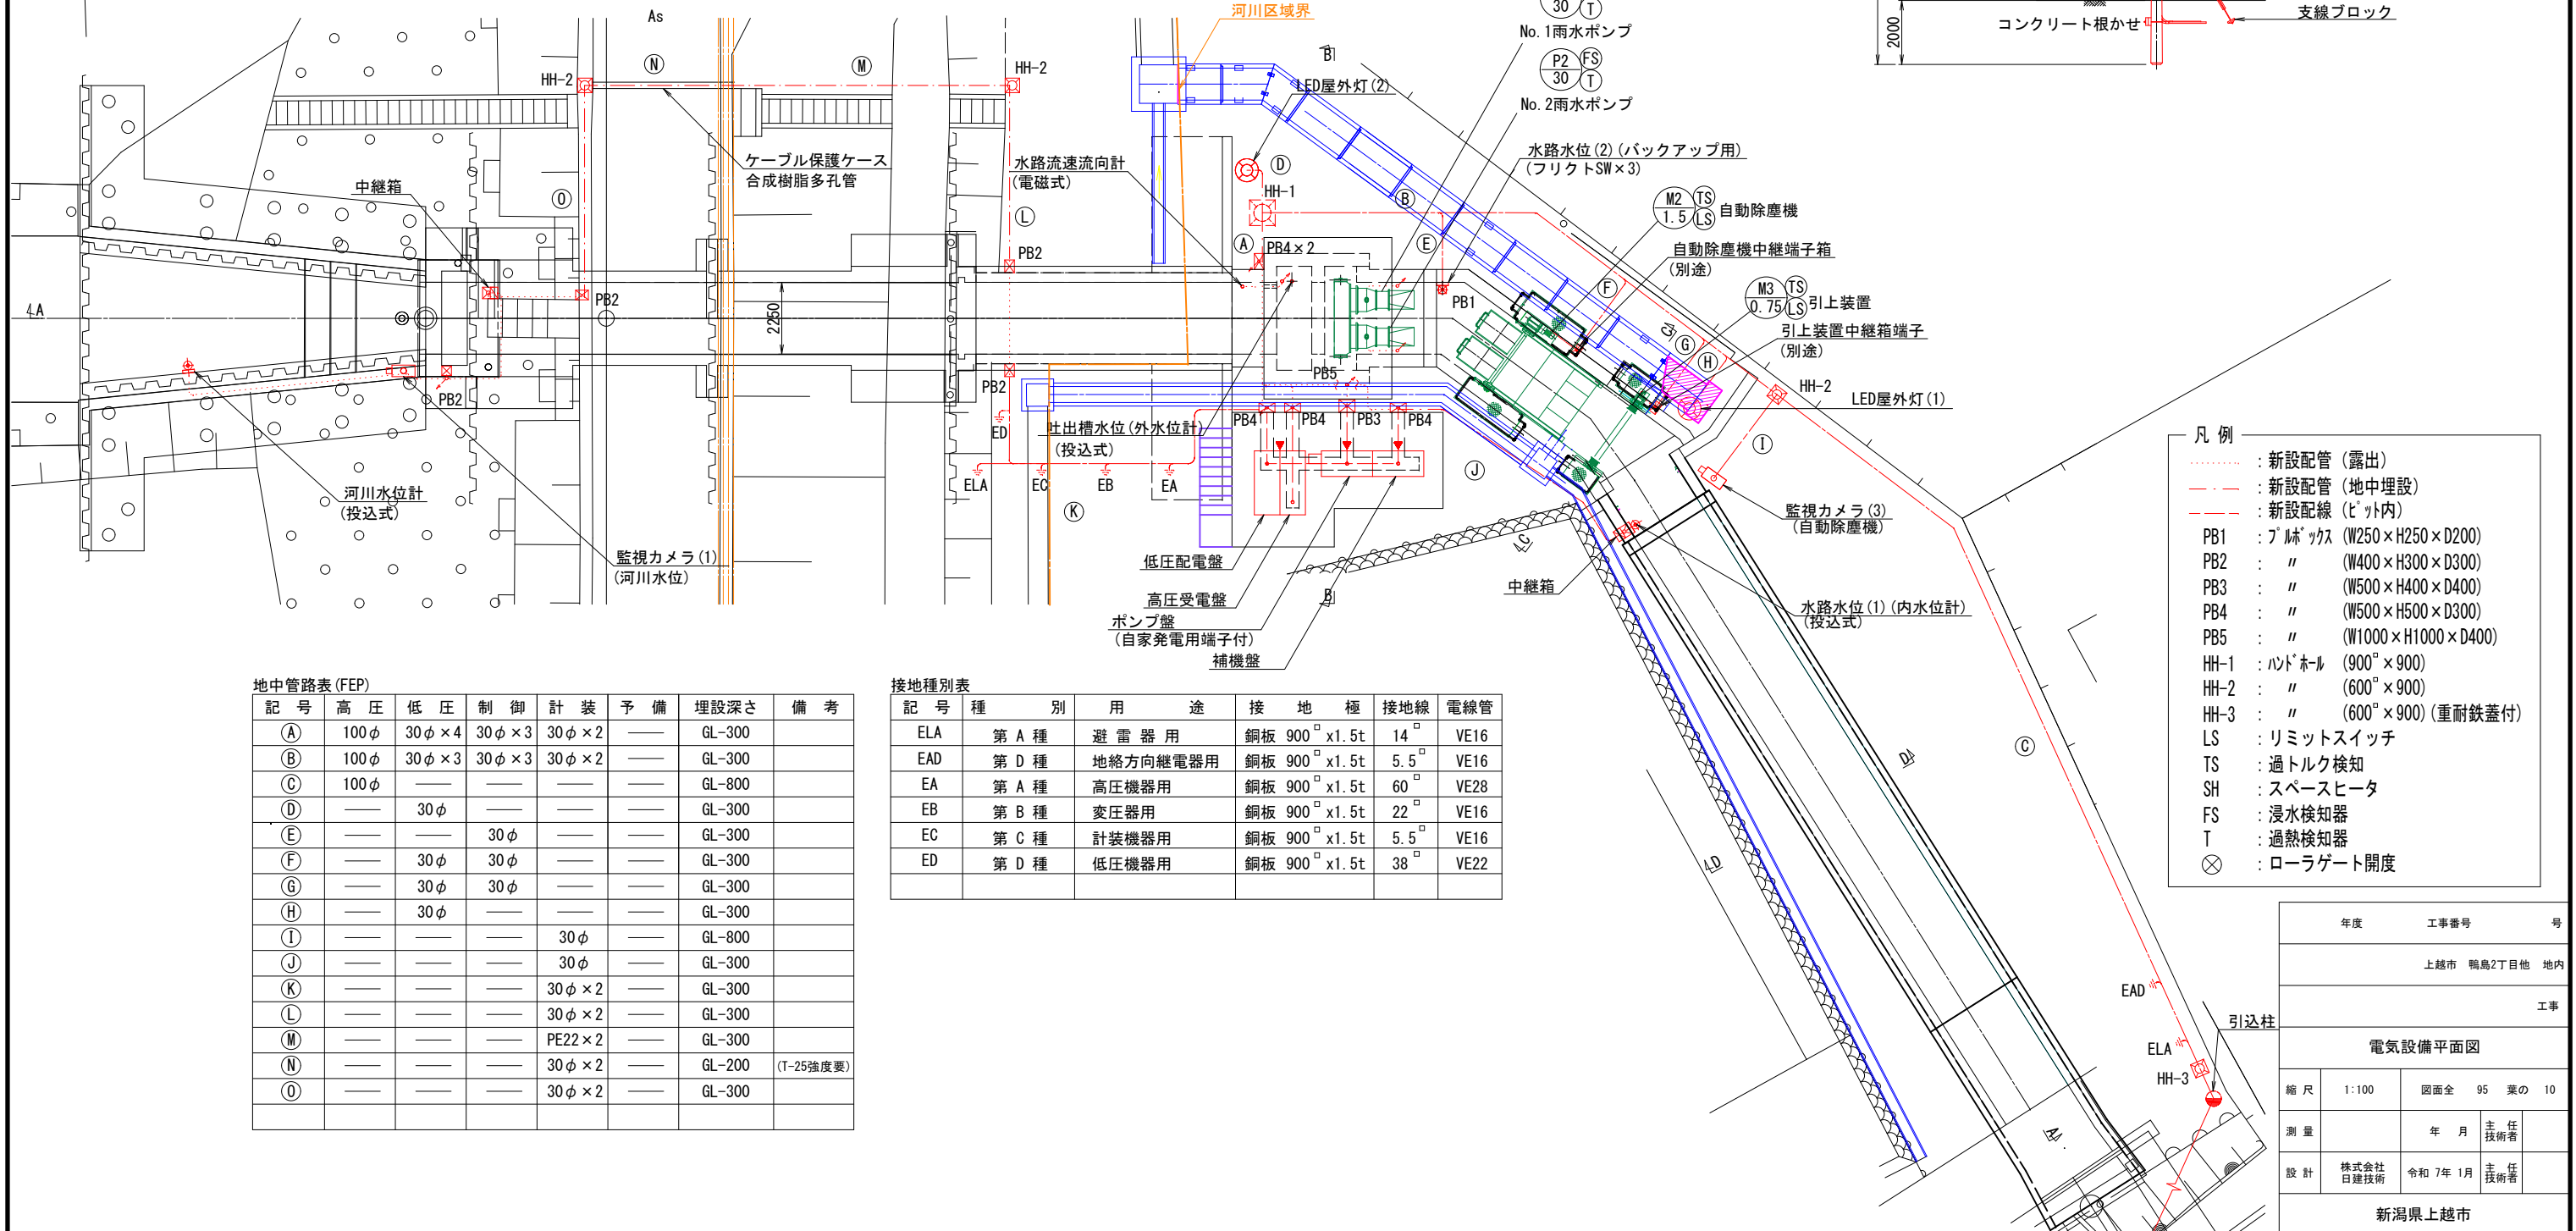 As
河川区域界
30
T
No.1雨水ポンプ
P2
30
FS
T
No.2雨水ポンプ
コンクリート根かせ
支線ブロック
2000
HH-2
N
M
HH-2
B
LED屋外灯(2)
D
HH-1
ケーブル保護ケース
合成樹脂多孔管
水路流速流向計
(電磁式)
水路水位(2)(バックアップ用)
(フリクトSW×3)
中継箱
O
L
B
M2
1.5
TS
LS
自動除塵機
A
PB4×2
E
自動除塵機中継端子箱
(別途)
PB2
PB2
PB1
F
M3
0.75
TS
LS
引上装置
引上装置中継箱端子
(別途)
A
2250
C
G
H
HH-2
PB2
PB2
PB5
LED屋外灯(1)
PB4
PB4
PB3
PB4
ED
吐出槽水位(外水位計)
(投込式)
I
J
ELA
EC
EB
EA
K
河川水位計
(投込式)
監視カメラ(1)
(河川水位)
低圧配電盤
高圧受電盤
ポンプ盤
(自家発電用端子付)
補機盤
B
C
監視カメラ(3)
(自動除塵機)
中継箱
水路水位(1)(内水位計)
(投込式)
凡 例
:新設配管(露出)
:新設配管(地中埋設)
:新設配線(ピット内)
PB1 :プルボックス (W250×H250×D200)
PB2 : 〃 (W400×H300×D300)
PB3 : 〃 (W500×H400×D400)
PB4 : 〃 (W500×H500×D300)
PB5 : 〃 (W1000×H1000×D400)
HH-1 :ハンドホール (900□×900)
HH-2 : 〃 (600□×900)
HH-3 : 〃 (600□×900)(重耐鉄蓋付)
LS :リミットスイッチ
TS :過トルク検知
SH :スペースヒータ
FS :浸水検知器
T :過熱検知器
:ローラゲート開度
地中管路表(FEP)
記 号 高 圧 低 圧 制 御 計 装 予 備 埋設深さ 備 考
A 100φ 30φ×4 30φ×3 30φ×2 ―― GL-300
B 100φ 30φ×3 30φ×3 30φ×2 ―― GL-300
C 100φ ―― ―― ―― ―― GL-800
D ―― 30φ ―― ―― ―― GL-300
E ―― ―― 30φ ―― ―― GL-300
F ―― 30φ 30φ ―― ―― GL-300
G ―― 30φ 30φ ―― ―― GL-300
H ―― 30φ ―― ―― ―― GL-300
I ―― ―― ―― 30φ ―― GL-800
J ―― ―― ―― 30φ ―― GL-300
K ―― ―― ―― 30φ×2 ―― GL-300
L ―― ―― ―― 30φ×2 ―― GL-300
M ―― ―― ―― PE22×2 ―― GL-300
N ―― ―― ―― 30φ×2 ―― GL-200 (T-25強度要)
O ―― ―― ―― 30φ×2 ―― GL-300
接地種別表
記 号 種 別 用 途 接 地 極 接地線 電線管
ELA 第 A 種 避 雷 器 用 銅板 900□x1.5t 14□ VE16
EAD 第 D 種 地絡方向継電器用 銅板 900□x1.5t 5.5□ VE16
EA 第 A 種 高圧機器用 銅板 900□x1.5t 60□ VE28
EB 第 B 種 変圧器用 銅板 900□x1.5t 22□ VE16
EC 第 C 種 計装機器用 銅板 900□x1.5t 5.5□ VE16
ED 第 D 種 低圧機器用 銅板 900□x1.5t 38□ VE22
C
D
D
EAD
ELA
HH-3
引込柱
A
年度 工事番号 号
上越市 鴨島2丁目他 地内
工事
電気設備平面図
縮 尺 1:100 図面全 95 葉の 10
測 量 年 月 主 任 技術者
設 計 株式会社 日建技術 令和 7年 1月 主 任 技術者
新潟県上越市